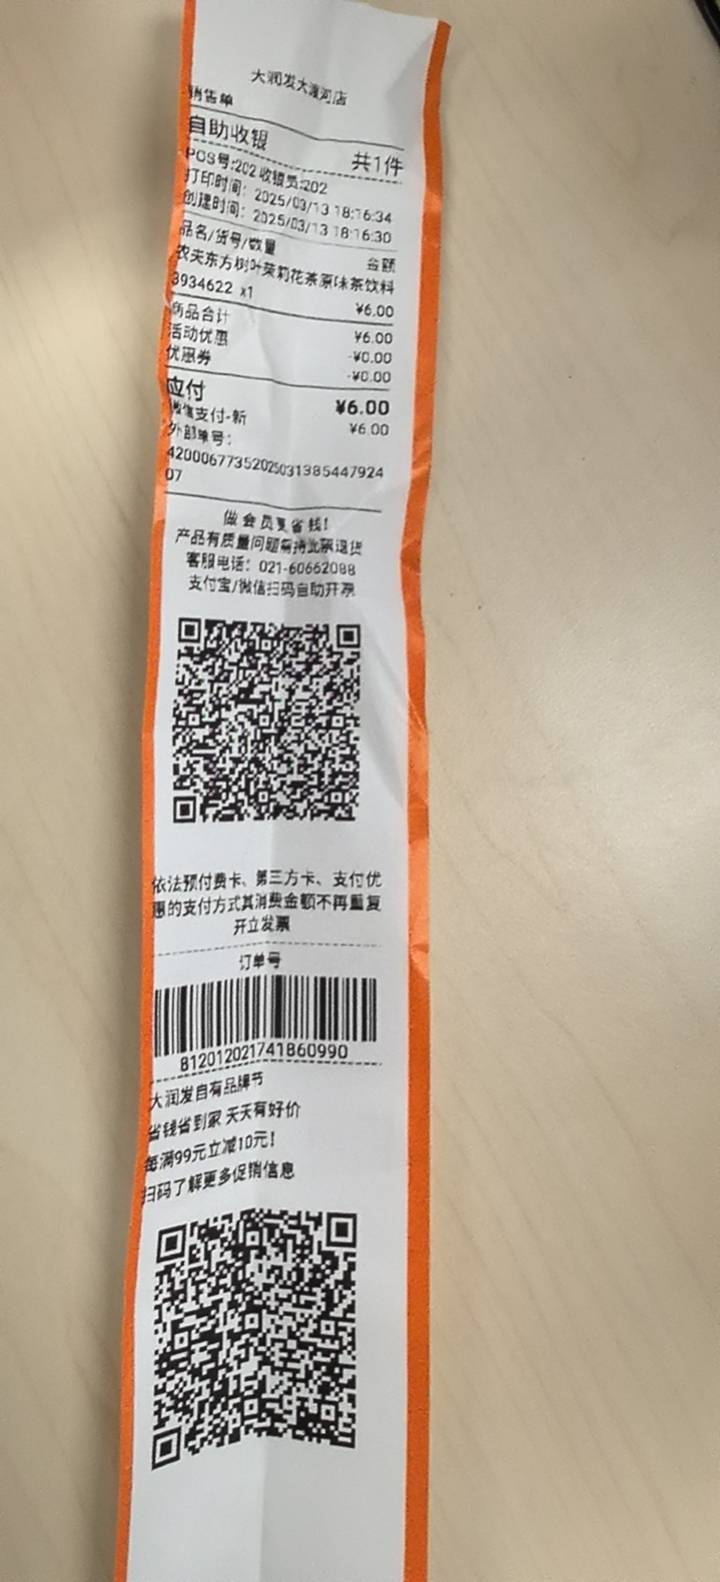 大润发大渡河店
销售单
自助收银 共1件
POS号:202 收银员:202
打印时间: 2025/03/13 18:16:34
创建时间: 2025/03/13 18:16:30
品名/货号/数量 金额
农夫东方树叶茉莉花茶原味茶饮料
3934622 x1 ¥6.00
商品合计 ¥6.00
活动优惠 -¥0.00
优惠券 -¥0.00
应付 ¥6.00
微信支付-新 ¥6.00
外部单号:
42000677352025031385447924
07
做会员更省钱!
产品有质量问题需持此票退货
客服电话: 021-60662088
支付宝/微信扫码自助开票
依法预付费卡、第三方卡、支付优
惠的支付方式其消费金额不再重复
开立发票
订单号
812012021741860990
大润发自有品牌节
省钱省到家 天天有好价
每满99元立减10元!
扫码了解更多促销信息